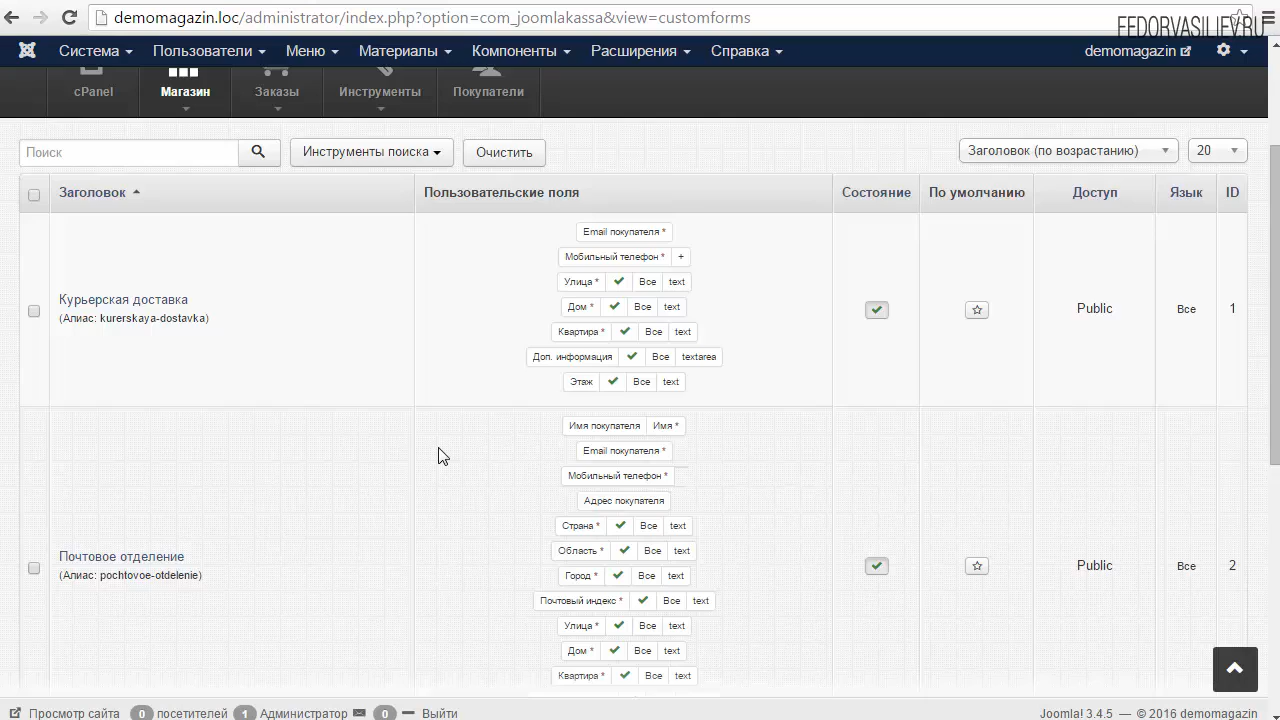 demomagazin.loc/administrator/index.php?option=com_joomlakassa&view=customforms
FEDORVASILIEV.RU
Система Пользователи Меню Материалы Компоненты Расширения Справка demomagazin
cPanel Магазин Заказы Инструменты Покупатели
Поиск Инструменты поиска Очистить Заголовок (по возрастанию) 20
Заголовок Пользовательские поля Состояние По умолчанию Доступ Язык ID
Email покупателя *
Мобильный телефон * +
Улица * Все text
Курьерская доставка
(Алиас: kurerskaya-dostavka)
Дом * Все text
Public Все 1
Квартира * Все text
Доп. информация Все textarea
Этаж Все text
Имя покупателя Имя *
Email покупателя *
Мобильный телефон *
Адрес покупателя
Страна * Все text
Область * Все text
Почтовое отделение
(Алиас: pochtovoe-otdelenie)
Public Все 2
Город * Все text
Почтовый индекс * Все text
Улица * Все text
Дом * Все text
Квартира * Все text
Просмотр сайта 0 посетителей 1 Администратор 0 Выйти Joomla! 3.4.5 — © 2016 demomagazin